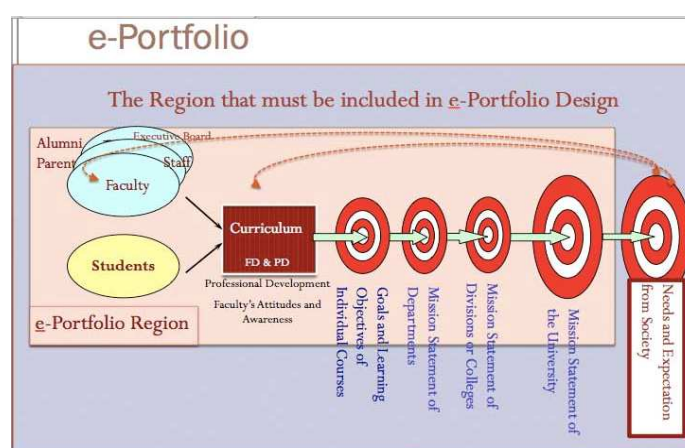 e-Portfolio
The Region that must be included in e-Portfolio Design
Alumni
Parent
Executive Board
Staff
Faculty
Students
Curriculum
FD & PD
Professional Development
Faculty's Attitudes and
Awareness
e-Portfolio Region
Goals and Learning
Objectives of
Individual Courses
Mission Statement of
Departments
Mission Statement of
Divisions or Colleges
Mission Statement of
the University
Needs and Expectation
from Society